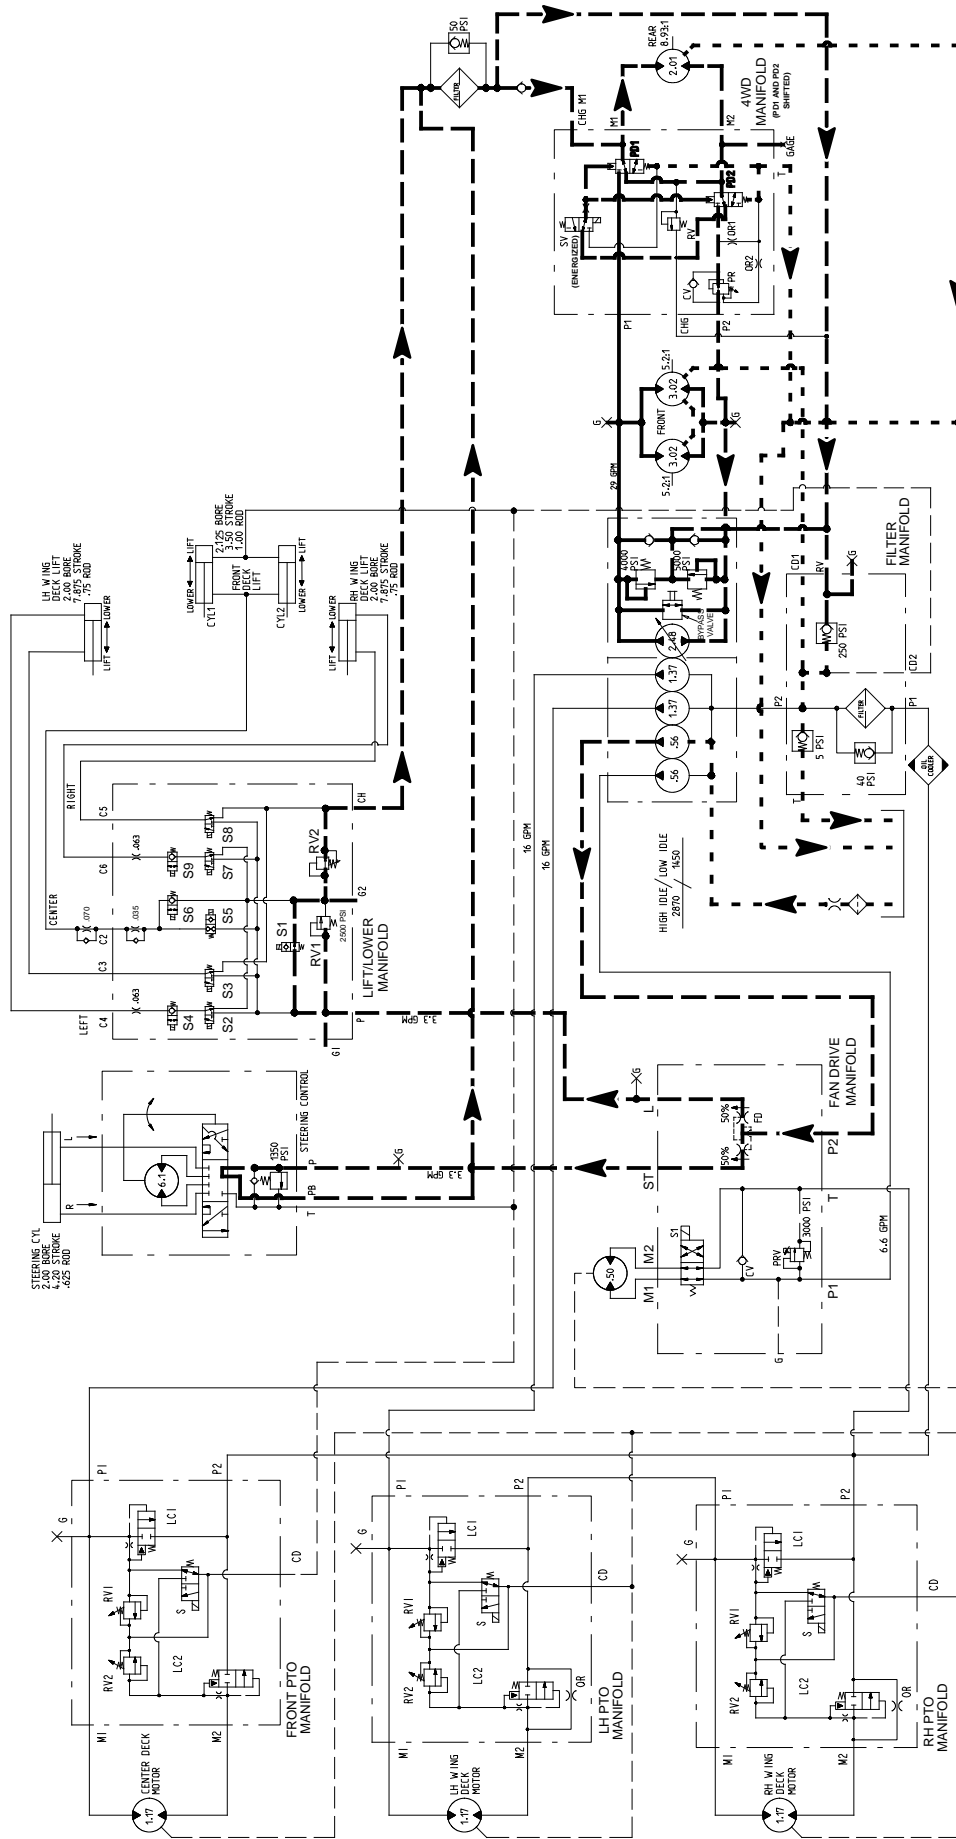 50
PSI
FILTER
REAR
8.93:1
2.01
CHG M1
M1
M2
4WD
MANIFOLD
(PD1 AND PD2
SHIFTED)
PD1
PD2
GAGE
T
SV
(ENERGIZED)
RV
OR1
OR2
CV
PR
CHG
P1
P2
5.2:1
3.02
FRONT
3.02
5.2:1
G
G
29 GPM
LH WING
DECK LIFT
2.00 BORE
7.875 STROKE
.75 ROD
LIFT
LOWER
2.125 BORE
3.50 STROKE
1.00 ROD
LOWER
LIFT
CYL1
FRONT
DECK
LIFT
CYL2
LOWER
LIFT
RH WING
DECK LIFT
2.00 BORE
7.875 STROKE
.75 ROD
LIFT
LOWER
4000
PSI
5000
PSI
BYPASS
VALVE
2.48
1.37
1.37
.56
.56
FILTER
MANIFOLD
CD1
RV
G
250 PSI
CD2
P2
P1
5 PSI
T
FILTER
40
PSI
OIL
COOLER
RIGHT
CENTER
LEFT
C5
C6
C2
C3
C4
.063
.070
.035
.063
S8
S9
S7
S6
S5
S3
S4
S2
S1
RV2
RV1
2500 PSI
CH
G2
G1
P
LIFT/LOWER
MANIFOLD
16 GPM
16 GPM
HIGH IDLE/LOW IDLE
2870 / 1450
3.3 GPM
STEERING CYL
2.00 BORE
4.20 STROKE
.625 ROD
L
R
6.1
1350
PSI
STEERING CONTROL
P
PB
T
G
3.3 GPM
G
FAN DRIVE
MANIFOLD
L
ST
50%
50%
FD
P2
T
P1
M2
M1
.50
S1
CV
PRV
3000 PSI
G
6.6 GPM
P1
P2
G
LC1
RV1
RV2
S
LC2
CD
M1
M2
FRONT PTO
MANIFOLD
CENTER DECK
MOTOR
1.17
P1
P2
G
LC1
RV1
RV2
S
LC2
CD
OR
M1
M2
LH PTO
MANIFOLD
LH WING
DECK
MOTOR
1.17
P1
P2
G
LC1
RV1
RV2
S
LC2
CD
OR
M1
M2
RH PTO
MANIFOLD
RH WING
DECK
MOTOR
1.17